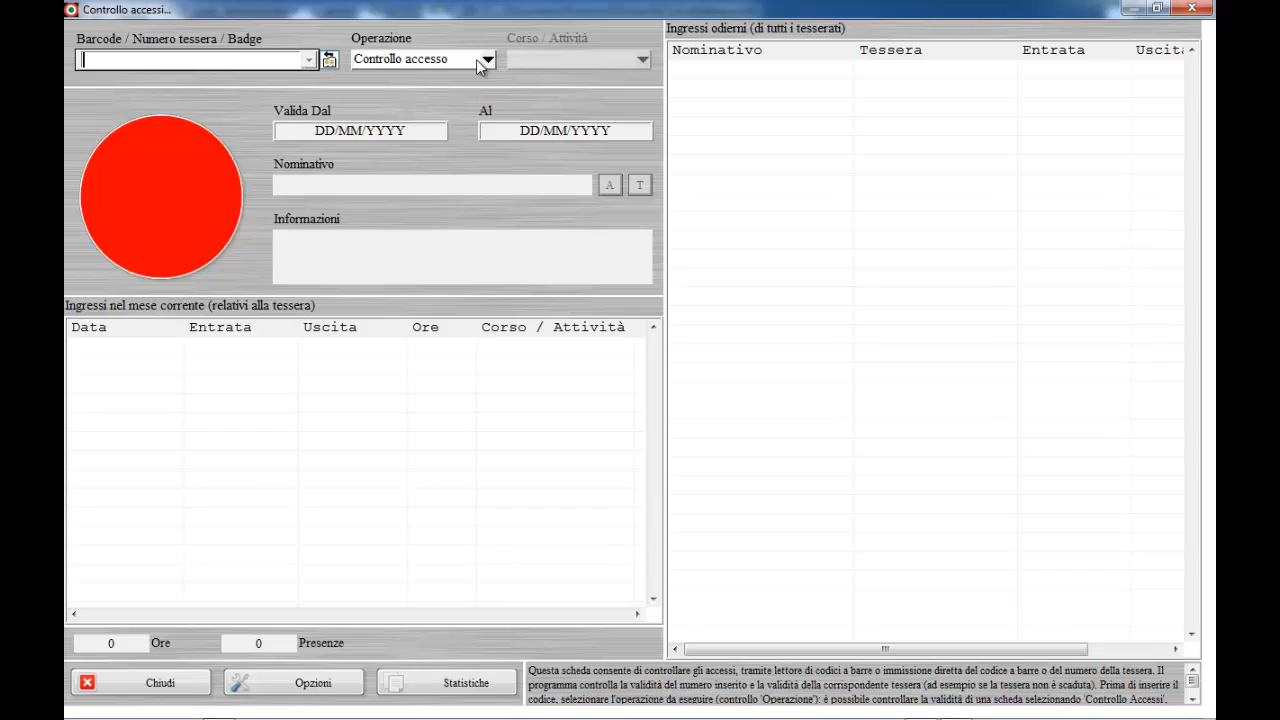 Controllo accessi...
Barcode / Numero tessera / Badge
Operazione
Corso / Attività
Controllo accesso
Valida Dal
Al
DD/MM/YYYY
DD/MM/YYYY
Nominativo
A
T
Informazioni
Ingressi nel mese corrente (relativi alla tessera)
Data Entrata Uscita Ore Corso / Attività
0 Ore 0 Presenze
Chiudi
Opzioni
Statistiche
Ingressi odierni (di tutti i tesserati)
Nominativo Tessera Entrata Uscita
Questa scheda consente di controllare gli accessi, tramite lettore di codici a barre o immissione diretta del codice a barre o del numero della tessera. Il
programma controlla la validità del numero inserito e la validità della corrispondente tessera (ad esempio se la tessera non è scaduta). Prima di inserire il
codice, selezionare l'operazione da eseguire (controllo 'Operazione'): è possibile controllare la validità di una scheda selezionando 'Controllo Accessi',